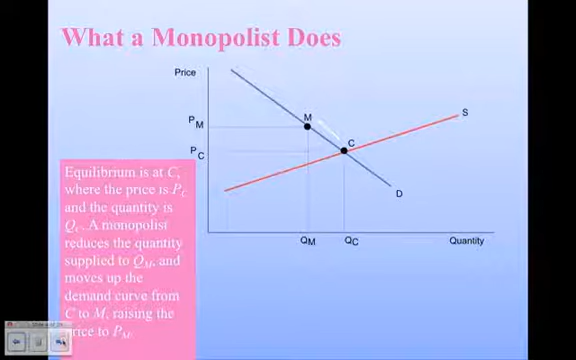 What a Monopolist Does
Price
S
M
P M
C
P C
D
Q M
Q C
Quantity
Equilibrium is at C,
where the price is P C
and the quantity is
Q C. A monopolist
reduces the quantity
supplied to Q M, and
moves up the
demand curve from
C to M, raising the
price to P M.